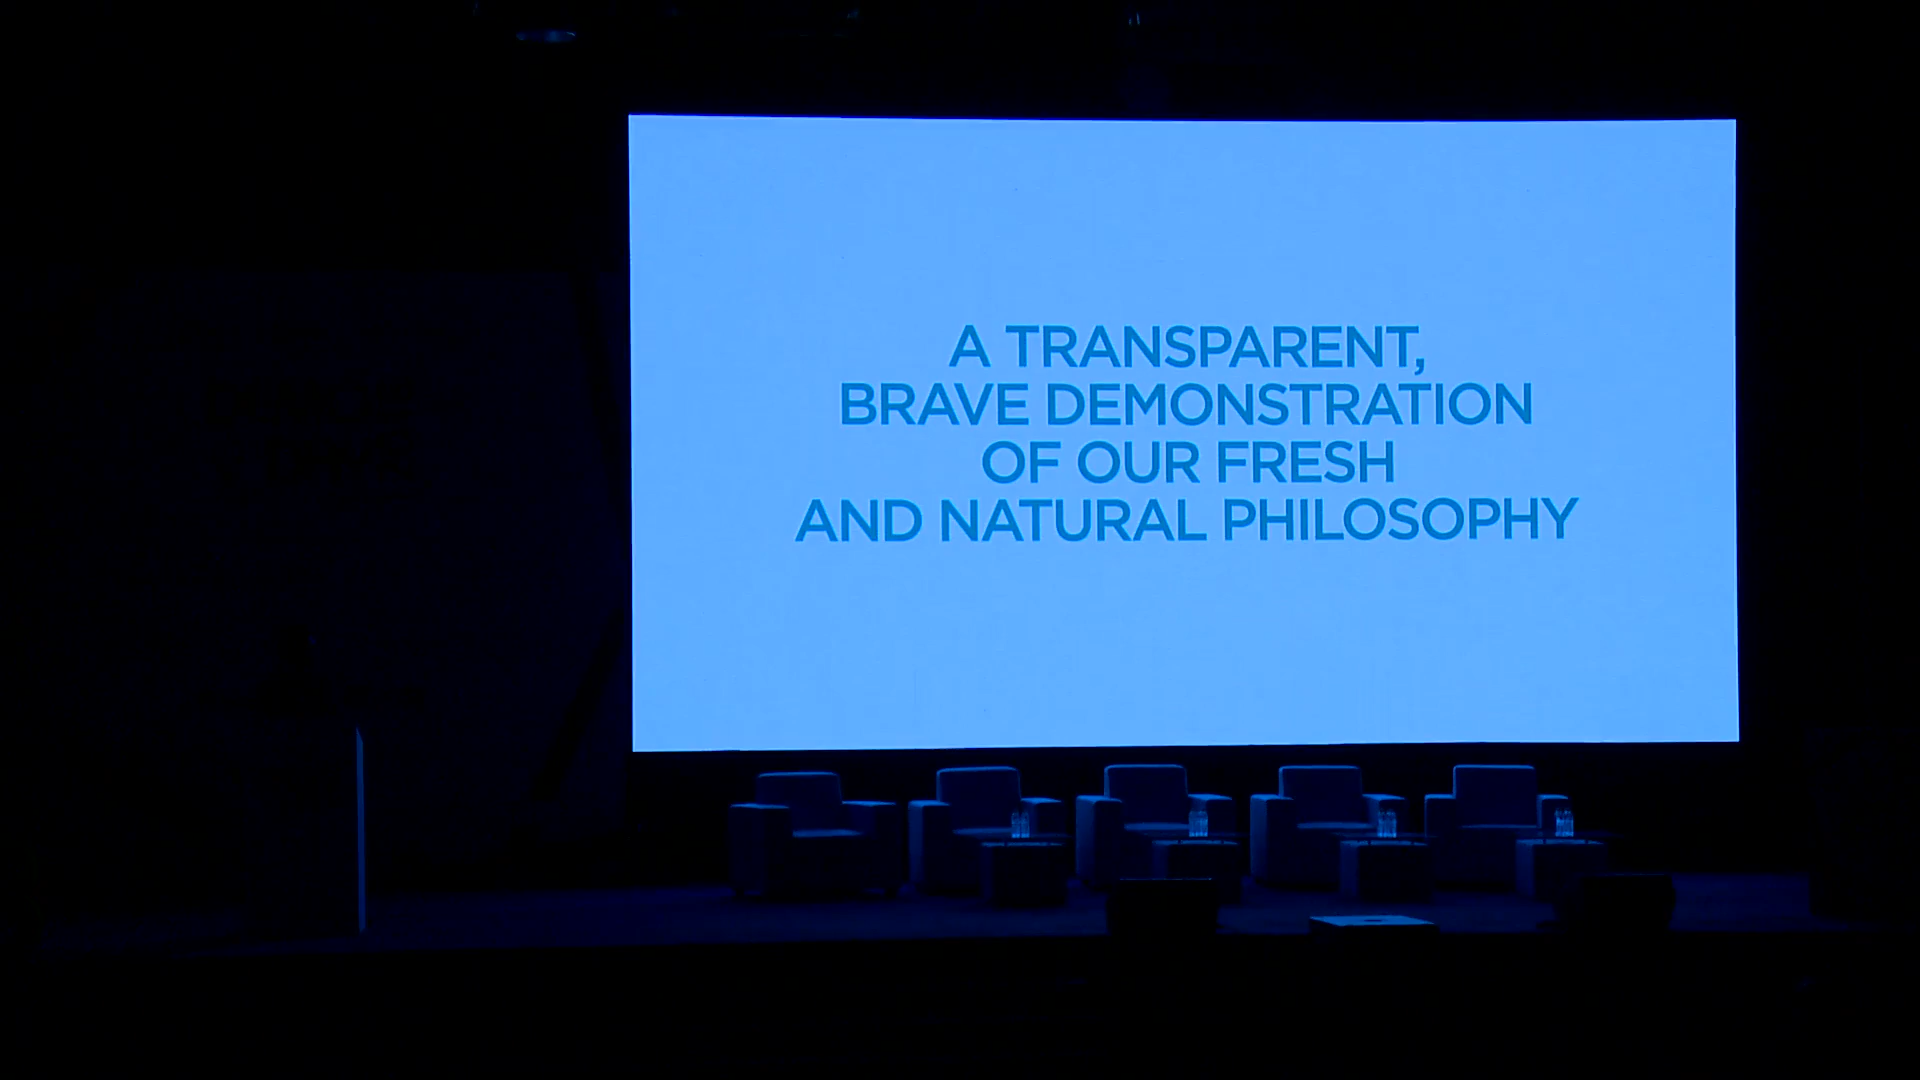 A TRANSPARENT,
BRAVE DEMONSTRATION
OF OUR FRESH
AND NATURAL PHILOSOPHY